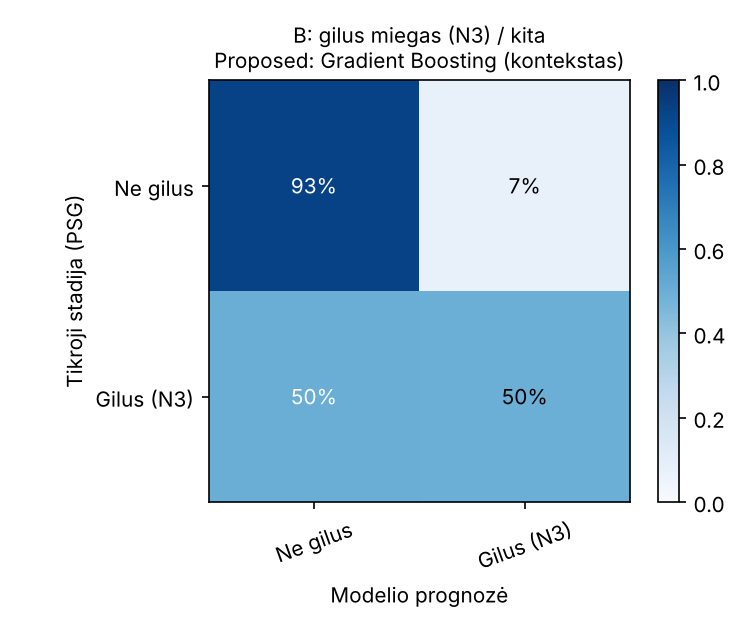 B: gilus miegas (N3) / kita
Proposed: Gradient Boosting (kontekstas)
Tikroji stadija (PSG)
Ne gilus
93%
7%
Gilus (N3)
50%
50%
Ne gilus
Gilus (N3)
Modelio prognozė
1.0
0.8
0.6
0.4
0.2
0.0